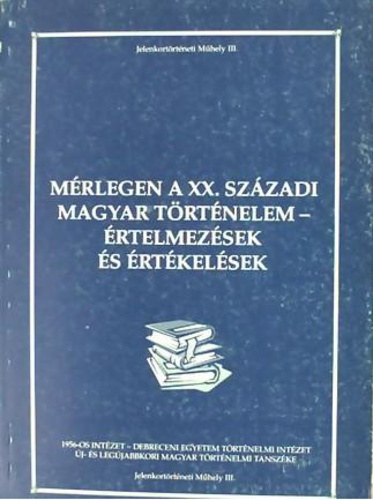 Jelenkortörténeti Műhely III.
MÉRLEGEN A XX. SZÁZADI
MAGYAR TÖRTÉNELEM –
ÉRTELMEZÉSEK
ÉS ÉRTÉKELÉSEK
1956-OS INTÉZET – DEBRECENI EGYETEM TÖRTÉNELMI INTÉZET
ÚJ- ÉS LEGÚJABBKORI MAGYAR TÖRTÉNELMI TANSZÉKE
Jelenkortörténeti Műhely III.